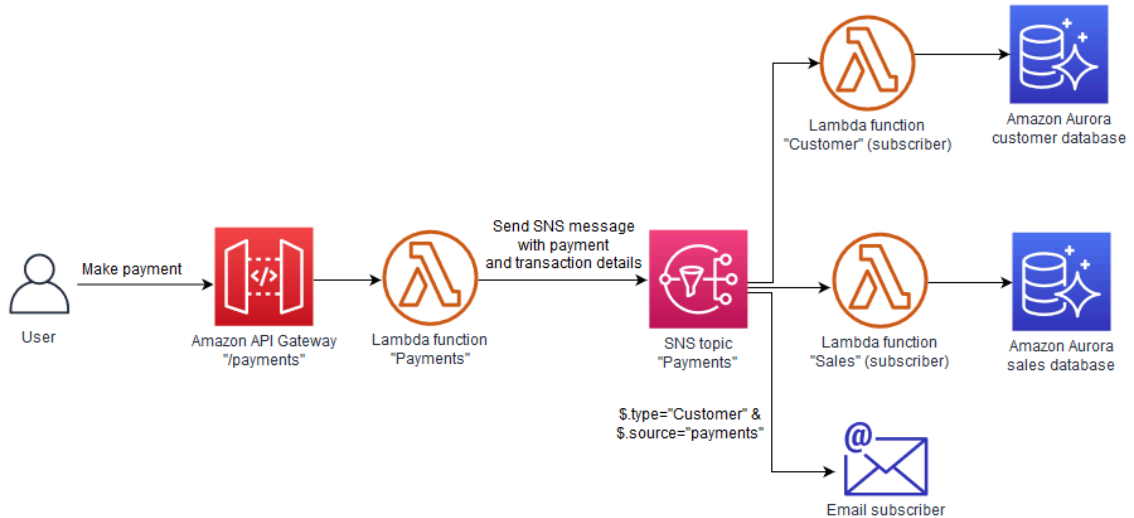 User
Make payment
</>
Amazon API Gateway
"/payments"
Lambda function
"Payments"
Send SNS message
with payment
and transaction details
SNS topic
"Payments"
Lambda function
"Customer" (subscriber)
Amazon Aurora
customer database
Lambda function
"Sales" (subscriber)
Amazon Aurora
sales database
$.type="Customer" &
$.source="payments"
@
Email subscriber